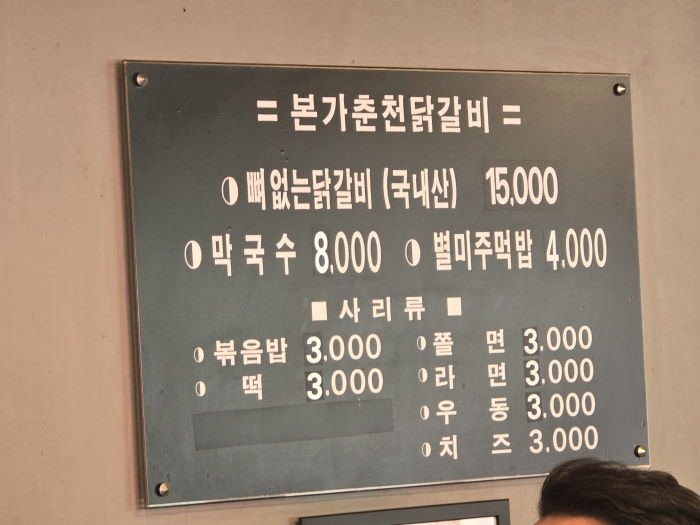 = 본가춘천닭갈비 =
◑ 뼈없는닭갈비 (국내산) 15,000
◑ 막국수 8,000 ◑ 별미주먹밥 4,000
■ 사리류 ■
◑ 볶음밥 3,000 ◑ 쫄면 3,000
◑ 떡 3,000 ◑ 라면 3,000
◑ 우동 3,000
◑ 치즈 3,000